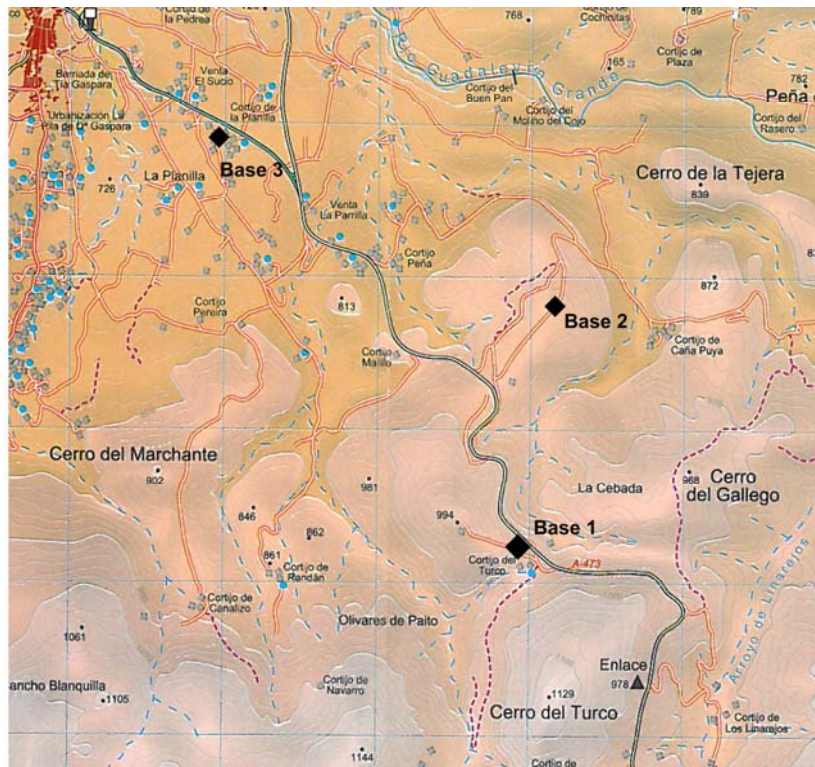 Cortijo de
la Pedrea
768
Cortijo de
Cochicutas
789
Cortijo de
Plaza
165
Río Guadalevín Grande
Barriada de
Tía Gaspara
Venta
El Sucio
Cortijo de
la Planilla
Cortijo del
Buen Pan
Cortijo del
Molino del Cojo
782
Peña
Cortijo del
Rasero
Urbanización La
Pila de Dª Gaspara
Base 3
La Planilla
726
Cerro de la Tejera
839
Venta
La Parrilla
Cortijo
Peña
872
Cortijo
Pereira
813
Base 2
Cortijo de
Caña Puya
Cortijo
Malillo
Cerro del Marchante
902
981
968
Cerro
del Gallego
La Cebada
846
994
Base 1
862
861
Cortijo de
Randán
Cortijo del
Turco
A-473
Cortijo de
Canalizo
Olivares de Paito
Arroyo de Linarejos
1061
Enlace
978
Cancho Blanquilla
1105
Cortijo de
Navarro
1129
Cerro del Turco
Cortijo de
Los Linarejos
1144
Cortijo de